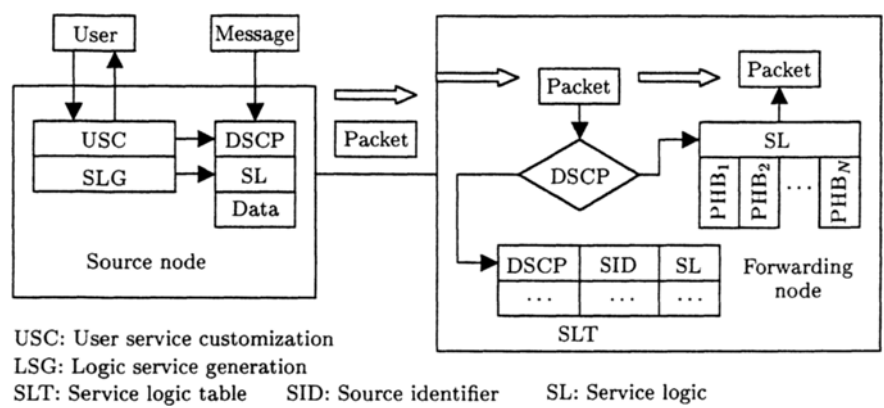 User
Message
USC
SLG
DSCP
SL
Data
Source node
Packet
Packet
DSCP
Packet
SL
PHB1
PHB2
...
PHBN
DSCP SID SL
... ... ...
SLT
Forwarding
node
USC: User service customization
LSG: Logic service generation
SLT: Service logic table SID: Source identifier SL: Service logic